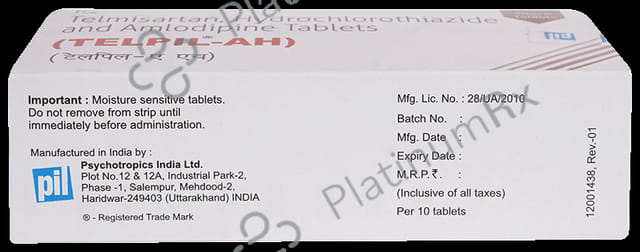 Telmisartan, Hydrochlorothiazide
and Amlodipine Tablets
(TELPIL®-AH)
(टेलपिल-ए एच)
Important : Moisture sensitive tablets.
Do not remove from strip until
immediately before administration.
Manufactured in India by :
pil
Psychotropics India Ltd.
Plot No.12 & 12A, Industrial Park-2,
Phase -1, Salempur, Mehdood-2,
Haridwar-249403 (Uttarakhand) INDIA
® - Registered Trade Mark
Mfg. Lic. No. : 28/UA/2010
Batch No. :
Mfg. Date :
Expiry Date :
M.R.P.₹. :
(Inclusive of all taxes)
Per 10 tablets
12001438, Rev.-01
PlatinumRx